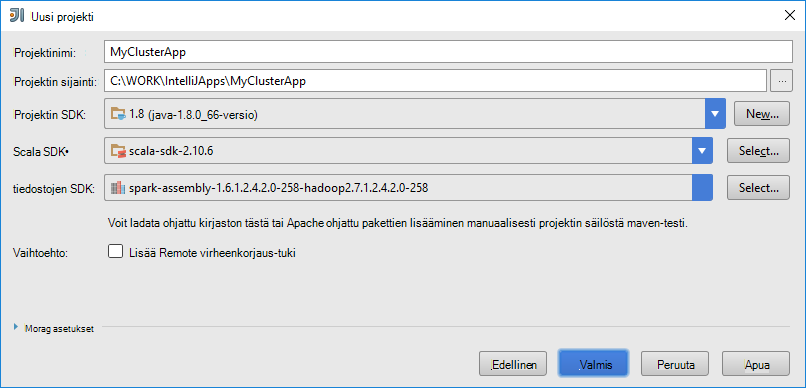 Uusi projekti
Projektinimi: MyClusterApp
Projektin sijainti: C:\WORK\IntelliJApps\MyClusterApp ...
Projektin SDK: 1.8 (java-1.8.0_66-versio) New...
Scala SDK• scala-sdk-2.10.6 Select...
tiedostojen SDK: spark-assembly-1.6.1.2.4.2.0-258-hadoop2.7.1.2.4.2.0-258 Select...
Voit ladata ohjattu kirjaston tästä tai Apache ohjattu pakettien lisääminen manuaalisesti projektin säilöstä maven-testi.
Vaihtoehto: Lisää Remote virheenkorjaus-tuki
Morag asetukset
Edellinen Valmis Peruuta Apua